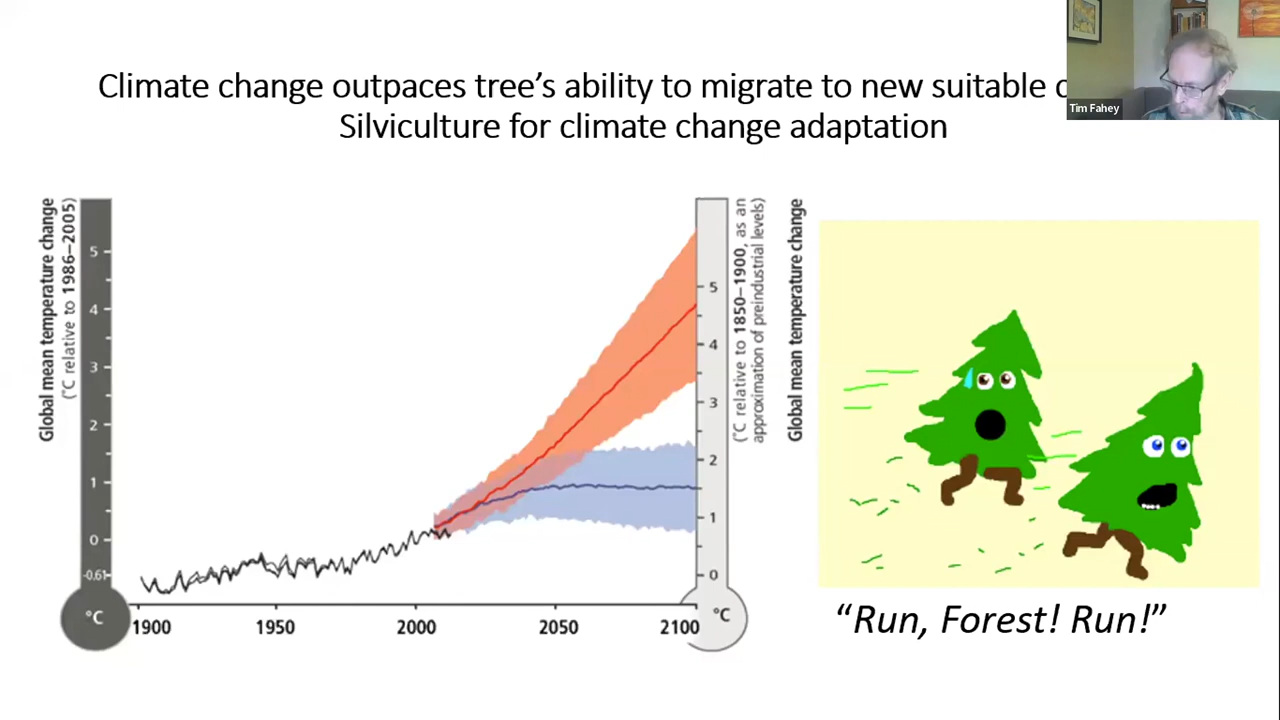 Climate change outpaces tree's ability to migrate to new suitable
Silviculture for climate change adaptation
Tim Fahey
Global mean temperature change
(°C relative to 1986–2005)
5
4
3
2
1
0
-0.61
°C
1900
1950
2000
2050
2100
5
4
3
2
1
0
°C
(°C relative to 1850–1900, as an
approximation of preindustrial levels)
Global mean temperature change
“Run, Forest! Run!”